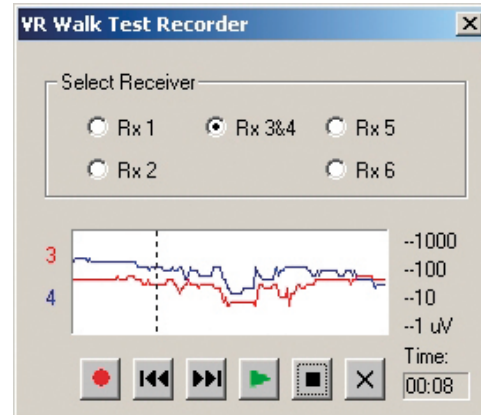 VR Walk Test Recorder
Select Receiver
Rx 1 Rx 3&4 Rx 5
Rx 2 Rx 6
3
4
--1000
--100
--10
--1 uV
Time:
00:08